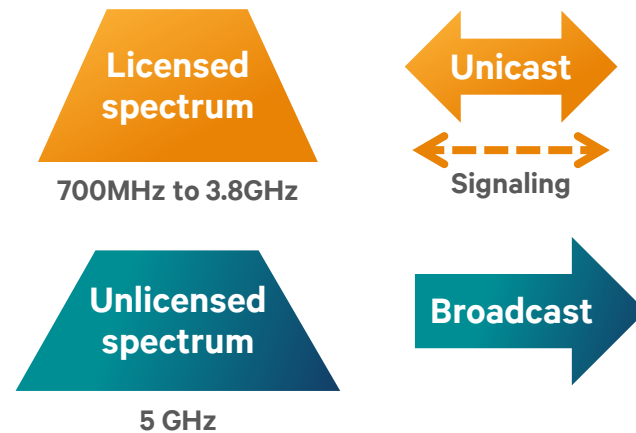 Licensed
spectrum
700MHz to 3.8GHz
Unicast
Signaling
Unlicensed
spectrum
5 GHz
Broadcast